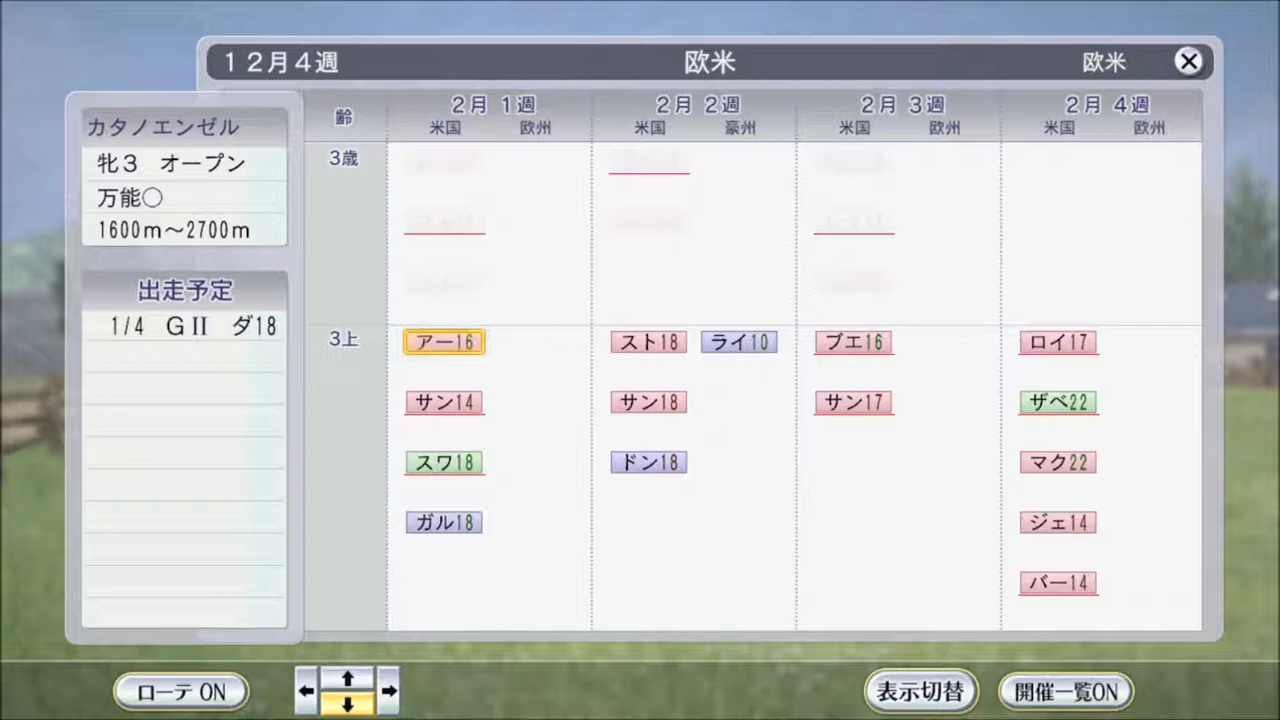 12月4週 欧米 欧米
カタノエンゼル
牝3 オープン
万能○
1600m~2700m
出走予定
1/4 GⅡ ダ18
齢 2月 1週 2月 2週 2月 3週 2月 4週
米国 欧州 米国 豪州 米国 欧州 米国 欧州
3歳
3上 アー16 スト18 ライ10 ブエ16 ロイ17
サン14 サン18 サン17 ザベ22
スワ18 ドン18 マク22
ガル18 ジェ14
バー14
ローテ ON 表示切替 開催一覧ON